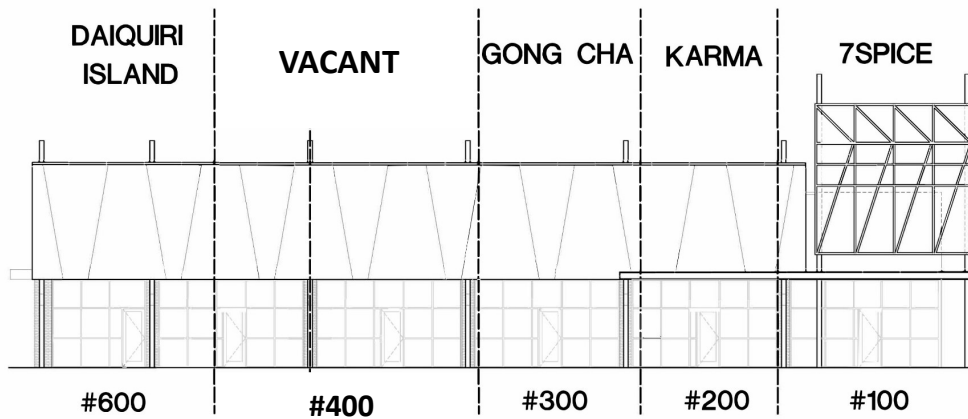 DAIQUIRI
ISLAND
VACANT
GONG CHA
KARMA
7SPICE
#600
#400
#300
#200
#100